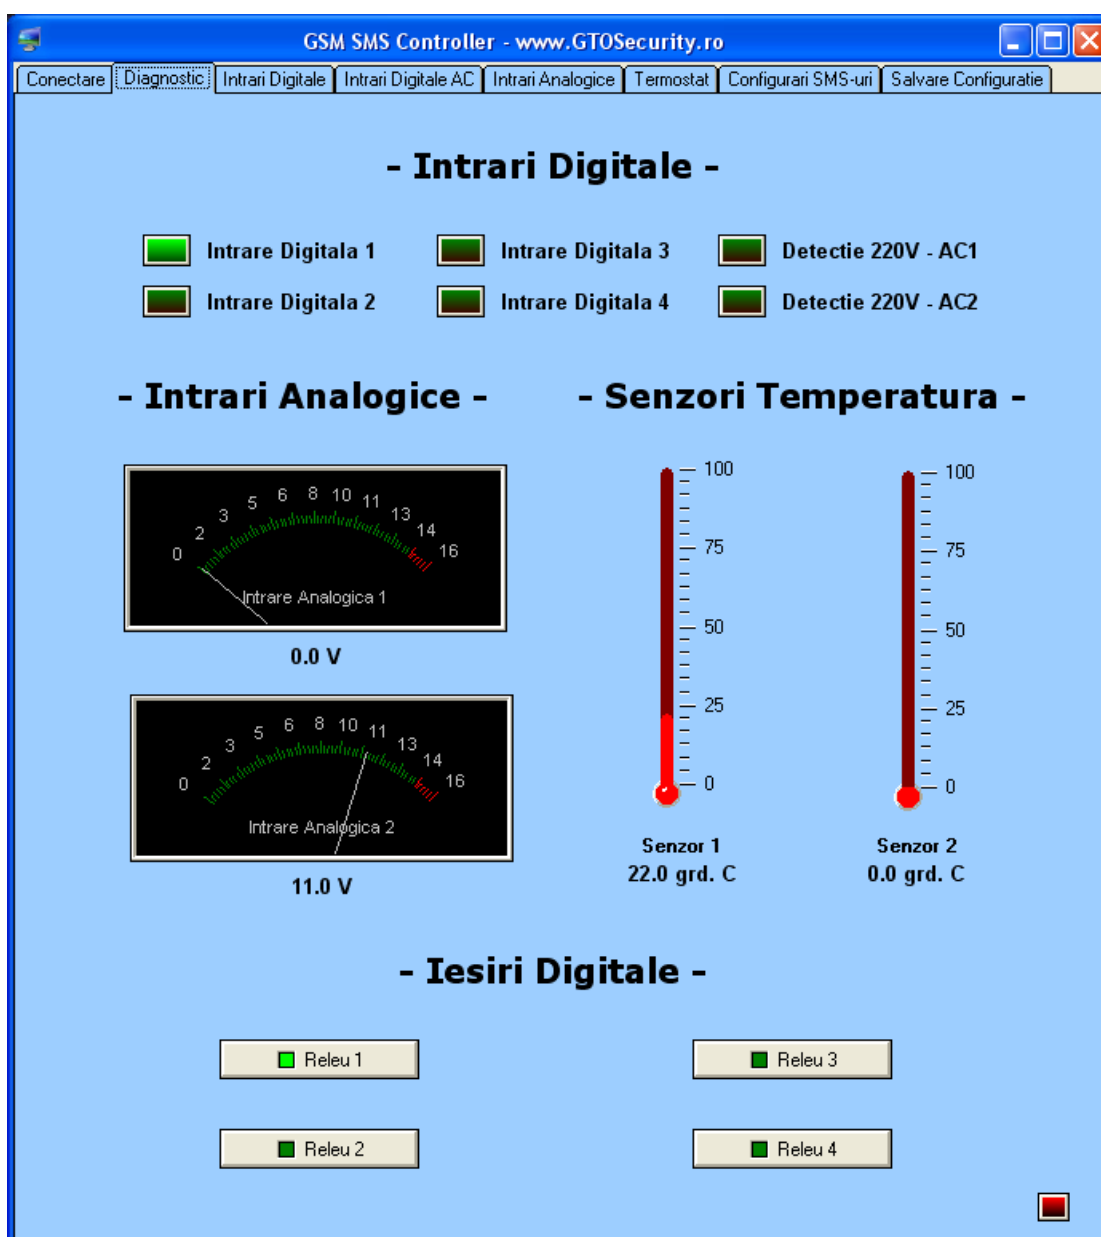 GSM SMS Controller - www.GTOSecurity.ro
Conectare Diagnostic Intrari Digitale Intrari Digitale AC Intrari Analogice Termostat Configurari SMS-uri Salvare Configuratie
- Intrari Digitale -
Intrare Digitala 1 Intrare Digitala 3 Detectie 220V - AC1
Intrare Digitala 2 Intrare Digitala 4 Detectie 220V - AC2
- Intrari Analogice -
0 2 3 5 6 8 10 11 13 14 16
Intrare Analogica 1
0.0 V
0 2 3 5 6 8 10 11 13 14 16
Intrare Analogica 2
11.0 V
- Senzori Temperatura -
100
75
50
25
0
Senzor 1
22.0 grd. C
100
75
50
25
0
Senzor 2
0.0 grd. C
- Iesiri Digitale -
Releu 1 Releu 3
Releu 2 Releu 4